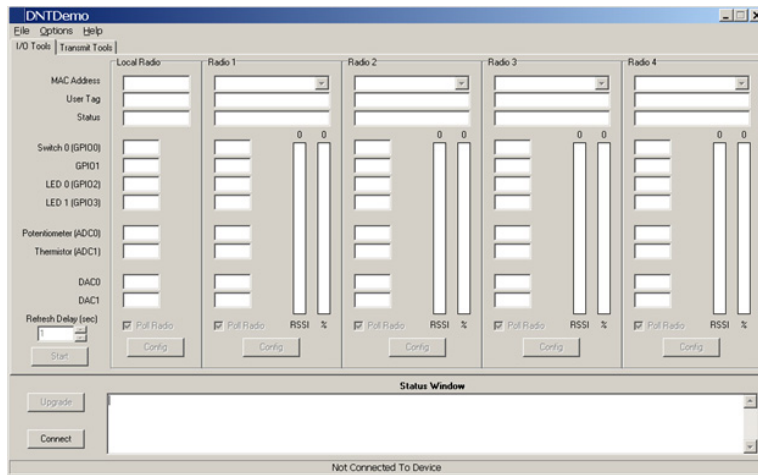 DNTDemo
File Options Help
I/O Tools Transmit Tools
Local Radio Radio 1 Radio 2 Radio 3 Radio 4
MAC Address
User Tag
Status
0 0 0 0 0 0 0 0
Switch 0 (GPIO0)
GPIO1
LED 0 (GPIO2)
LED 1 (GPIO3)
Potentiometer (ADC0)
Thermistor (ADC1)
DAC0
DAC1
Refresh Delay (sec)
1
Poll Radio Poll Radio RSSI % Poll Radio RSSI % Poll Radio RSSI % Poll Radio RSSI %
Start Config Config Config Config Config
Status Window
Upgrade
Connect
Not Connected To Device